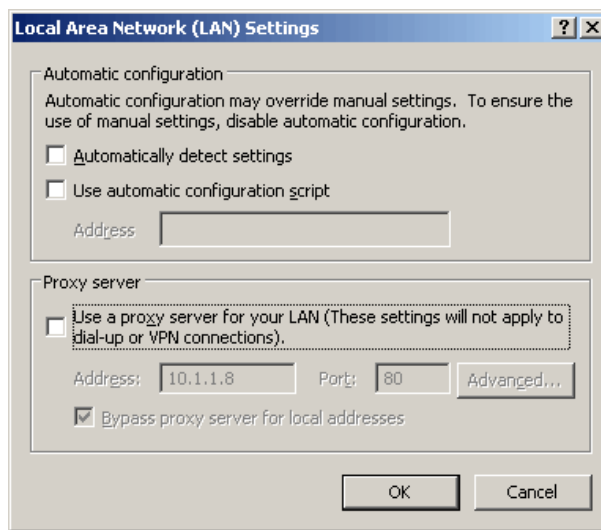 Local Area Network (LAN) Settings
Automatic configuration
Automatic configuration may override manual settings. To ensure the
use of manual settings, disable automatic configuration.
Automatically detect settings
Use automatic configuration script
Address
Proxy server
Use a proxy server for your LAN (These settings will not apply to
dial-up or VPN connections).
Address: 10.1.1.8 Port: 80 Advanced...
Bypass proxy server for local addresses
OK Cancel